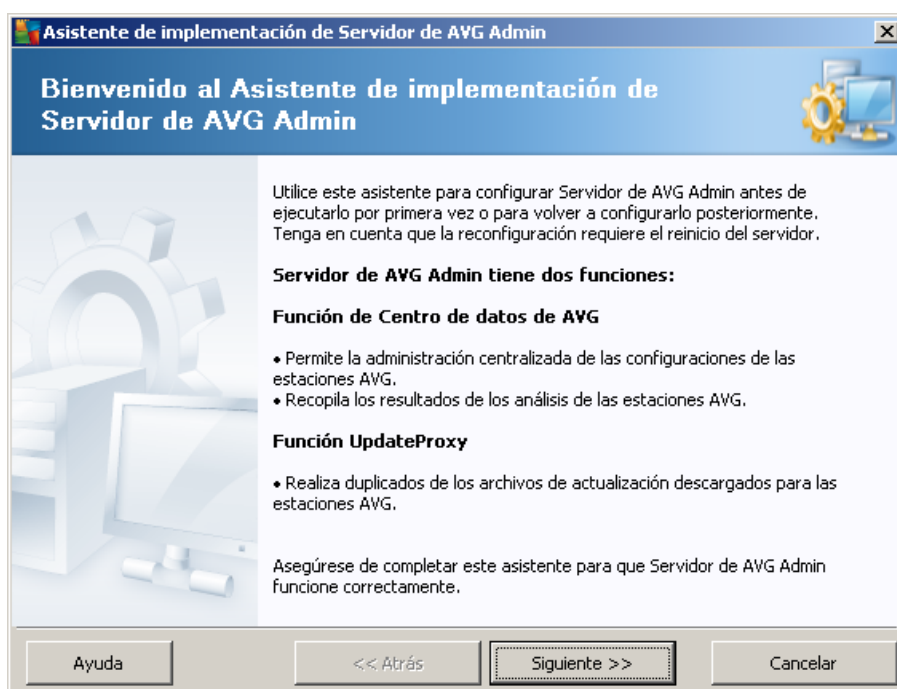 Asistente de implementación de Servidor de AVG Admin
Bienvenido al Asistente de implementación de
Servidor de AVG Admin
Utilice este asistente para configurar Servidor de AVG Admin antes de
ejecutarlo por primera vez o para volver a configurarlo posteriormente.
Tenga en cuenta que la reconfiguración requiere el reinicio del servidor.
Servidor de AVG Admin tiene dos funciones:
Función de Centro de datos de AVG
• Permite la administración centralizada de las configuraciones de las
estaciones AVG.
• Recopila los resultados de los análisis de las estaciones AVG.
Función UpdateProxy
• Realiza duplicados de los archivos de actualización descargados para las
estaciones AVG.
Asegúrese de completar este asistente para que Servidor de AVG Admin
funcione correctamente.
Ayuda
<< Atrás
Siguiente >>
Cancelar